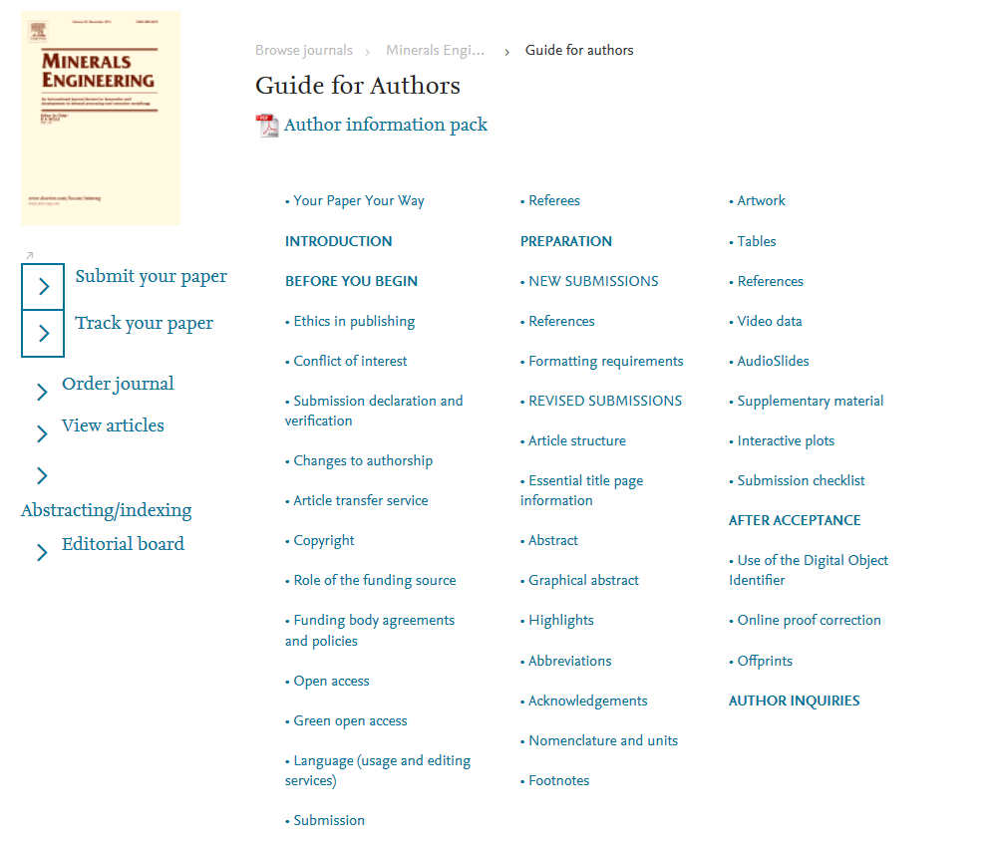 MINERALS
ENGINEERING
Browse journals › Minerals Engi... › Guide for authors
Guide for Authors
Author information pack
Submit your paper
Track your paper
Order journal
View articles
Abstracting/indexing
Editorial board
• Your Paper Your Way
INTRODUCTION
BEFORE YOU BEGIN
• Ethics in publishing
• Conflict of interest
• Submission declaration and
verification
• Changes to authorship
• Article transfer service
• Copyright
• Role of the funding source
• Funding body agreements
and policies
• Open access
• Green open access
• Language (usage and editing
services)
• Submission
• Referees
PREPARATION
• NEW SUBMISSIONS
• References
• Formatting requirements
• REVISED SUBMISSIONS
• Article structure
• Essential title page
information
• Abstract
• Graphical abstract
• Highlights
• Abbreviations
• Acknowledgements
• Nomenclature and units
• Footnotes
• Artwork
• Tables
• References
• Video data
• AudioSlides
• Supplementary material
• Interactive plots
• Submission checklist
AFTER ACCEPTANCE
• Use of the Digital Object
Identifier
• Online proof correction
• Offprints
AUTHOR INQUIRIES